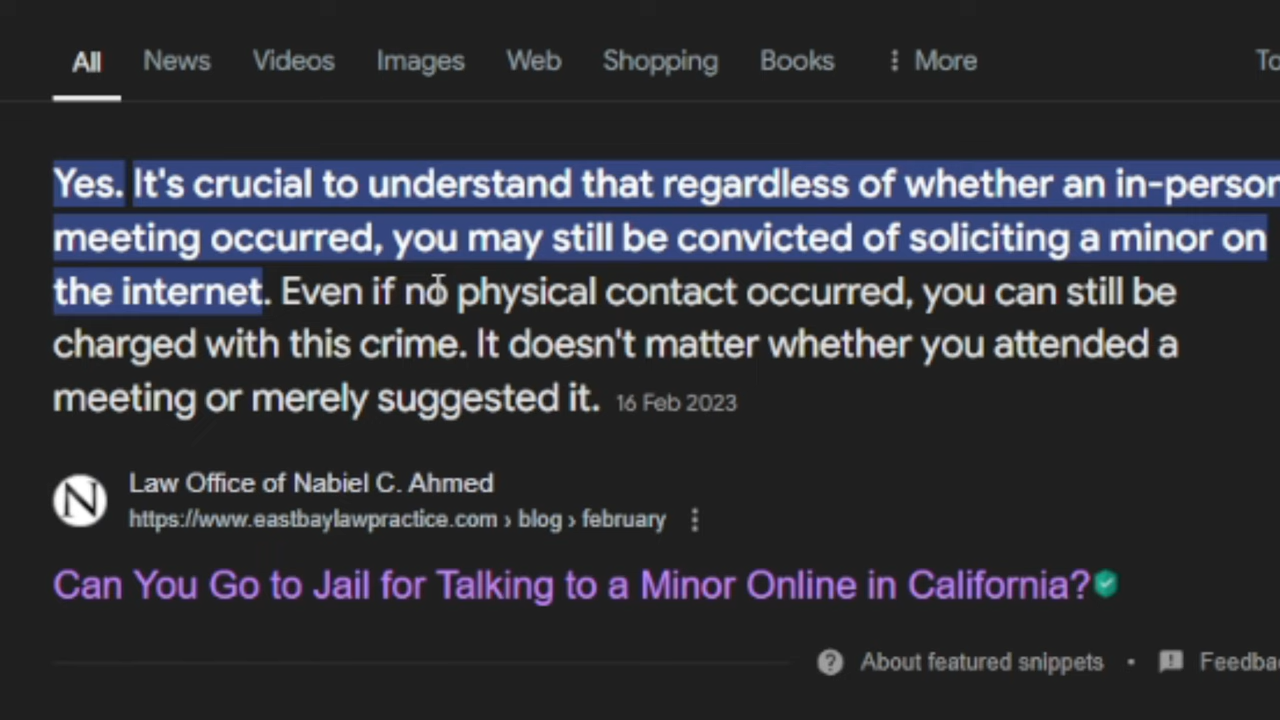 All News Videos Images Web Shopping Books More
Yes. It's crucial to understand that regardless of whether an
meeting occurred, you may still be convicted of soliciting a minor on
the internet. Even if no physical contact occurred, you can still be
charged with this crime. It doesn't matter whether you attended a
meeting or merely suggested it. 16 Feb 2023
N
Law Office of Nabiel C. Ahmed
https://www.eastbaylawpractice.com › blog › february
Can You Go to Jail for Talking to a Minor Online in California?
About featured snippets •